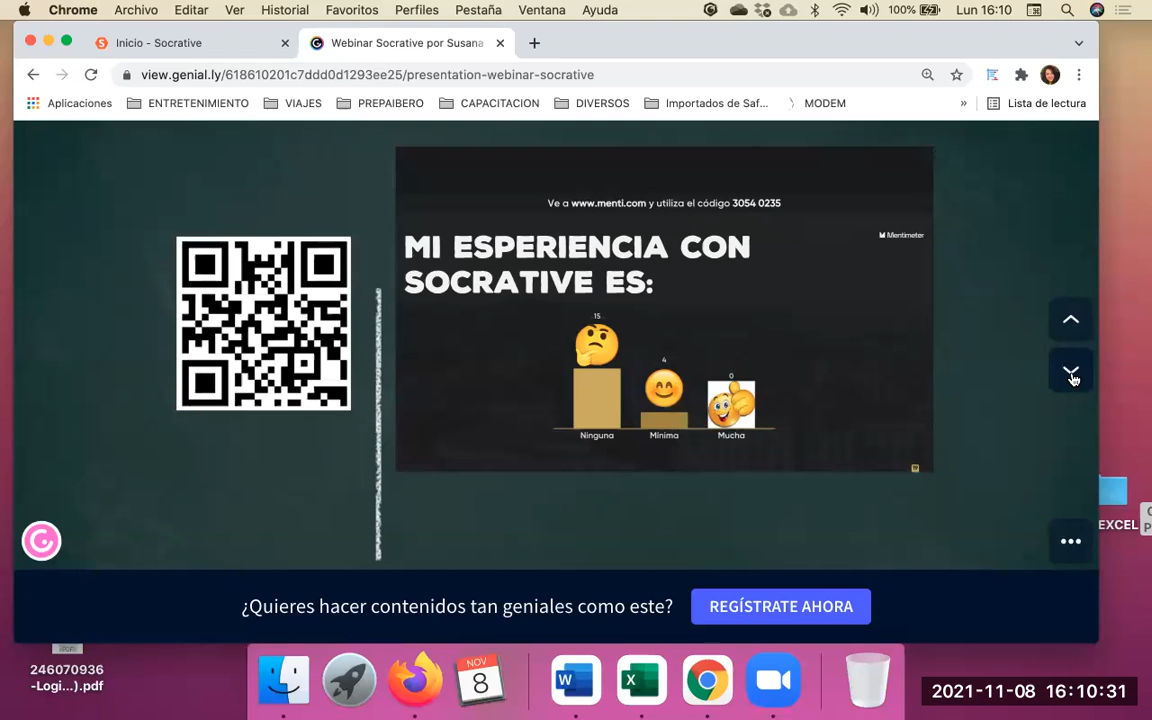 Chrome Archivo Editar Ver Historial Favoritos Perfiles Pestaña Ventana Ayuda 100% Lun 16:10
Inicio - Socrative
Webinar Socrative por Susana
view.genial.ly/618610201c7ddd0d1293ee25/presentation-webinar-socrative
Aplicaciones ENTRETENIMIENTO VIAJES PREPAIBERO CAPACITACION DIVERSOS Importados de Saf... MODEM » Lista de lectura
Ve a www.menti.com y utiliza el código 3054 0235
Mentimeter
MI ESPERIENCIA CON
SOCRATIVE ES:
15
4
0
Ninguna Mínima Mucha
EXCEL
¿Quieres hacer contenidos tan geniales como este? REGÍSTRATE AHORA
246070936
-Logi...).pdf
NOV
8
W
X
2021-11-08 16:10:31